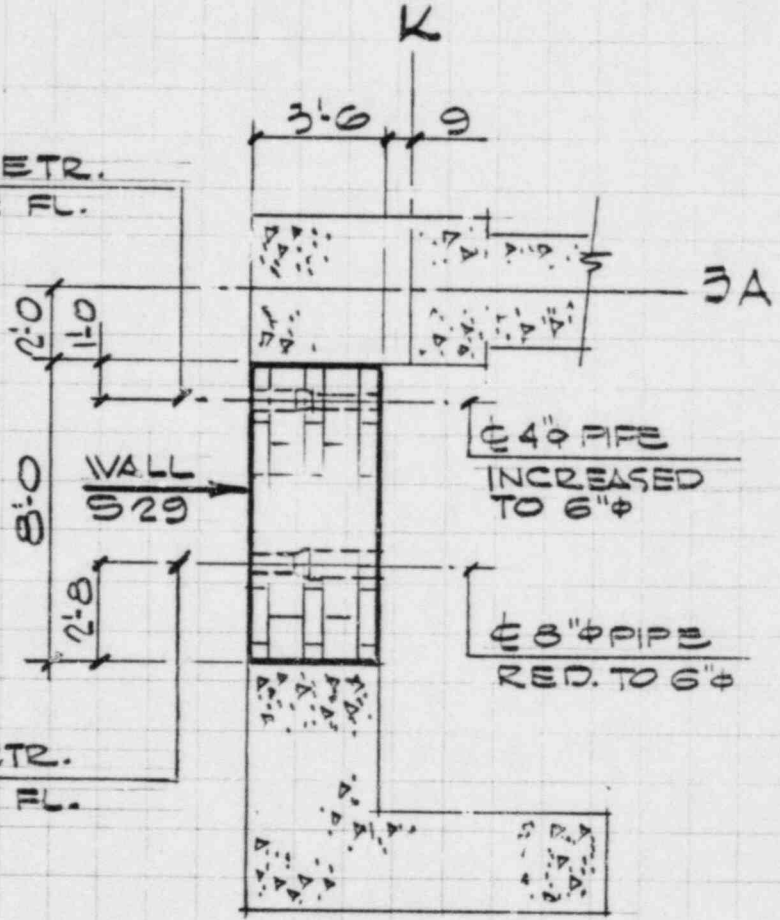 K
3'-6 9
ETR.
FL.
2'-0
1'-0
3A
8'-0
WALL
S29
℄ 4"ϕ PIPE
INCREASED
TO 6"ϕ
2'-8
℄ 8"ϕ PIPE
RED. TO 6"ϕ
TR.
FL.